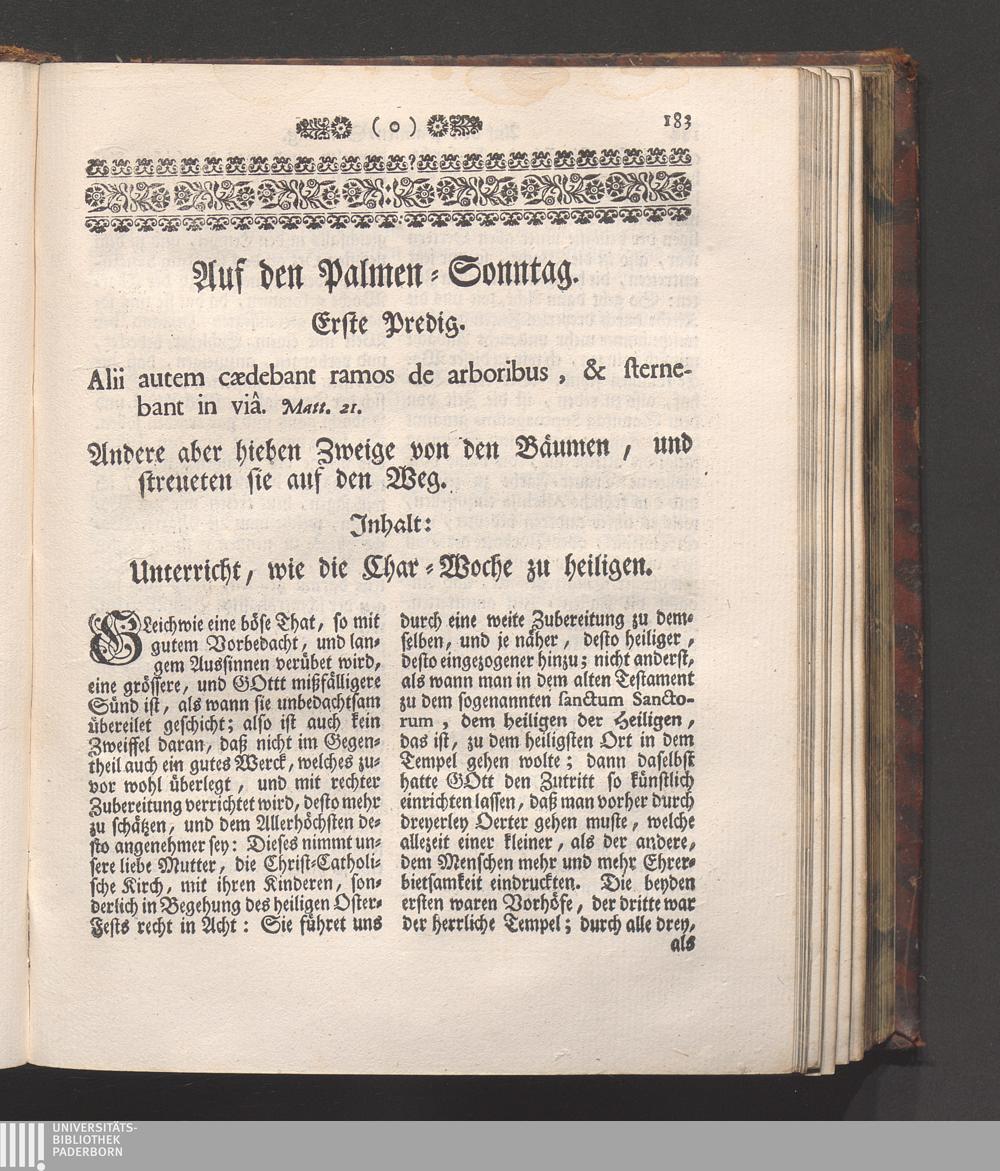 ( o ) 183
Auf den Palmen-Sonntag.
Erste Predig.
Alii autem cædebant ramos de arboribus, & sterne-
bant in viâ. Matt. 21.
Andere aber hieben Zweige von den Bäumen, und
streueten sie auf den Weg.
Inhalt:
Unterricht, wie die Char-Woche zu heiligen.
GLeichwie eine böse That, so mit
gutem Vorbedacht, und lan-
gem Aussinnen verübet wird,
eine grössere, und GOttt mißfälligere
Sünd ist, als wann sie unbedachtsam
übereilet geschicht; also ist auch kein
Zweiffel daran, daß nicht im Gegen-
theil auch ein gutes Werck, welches zu-
vor wohl überlegt, und mit rechter
Zubereitung verrichtet wird, desto mehr
zu schätzen, und dem Allerhöchsten de-
sto angenehmer sey: Dieses nimmt un-
sere liebe Mutter, die Christ-Catholi-
sche Kirch, mit ihren Kinderen, son-
derlich in Begehung des heiligen Oster-
Fests recht in Acht: Sie führet uns
durch eine weite Zubereitung zu dem-
selben, und je näher, desto heiliger,
desto eingezogener hinzu; nicht anderst,
als wann man in dem alten Testament
zu dem sogenannten sanctum Sancto-
rum, dem heiligen der Heiligen,
das ist, zu dem heiligsten Ort in dem
Tempel gehen wolte; dann daselbst
hatte GOtt den Zutritt so künstlich
einrichten lassen, daß man vorher durch
dreyerley Oerter gehen muste, welche
allezeit einer kleiner, als der andere,
dem Menschen mehr und mehr Ehrer-
bietsamkeit eindruckten. Die beyden
ersten waren Vorhöfe, der dritte war
der herrliche Tempel; durch alle drey,
als
UNIVERSITÄTS-
BIBLIOTHEK
PADERBORN